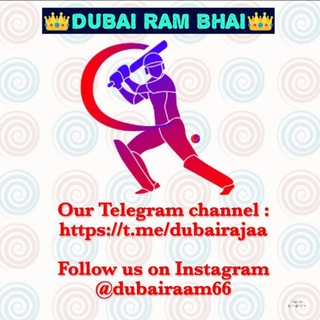 👑DUBAI RAM BHAI👑
Our Telegram channel :
https://t.me/dubairajaa
Follow us on Instagram
@dubairaam66